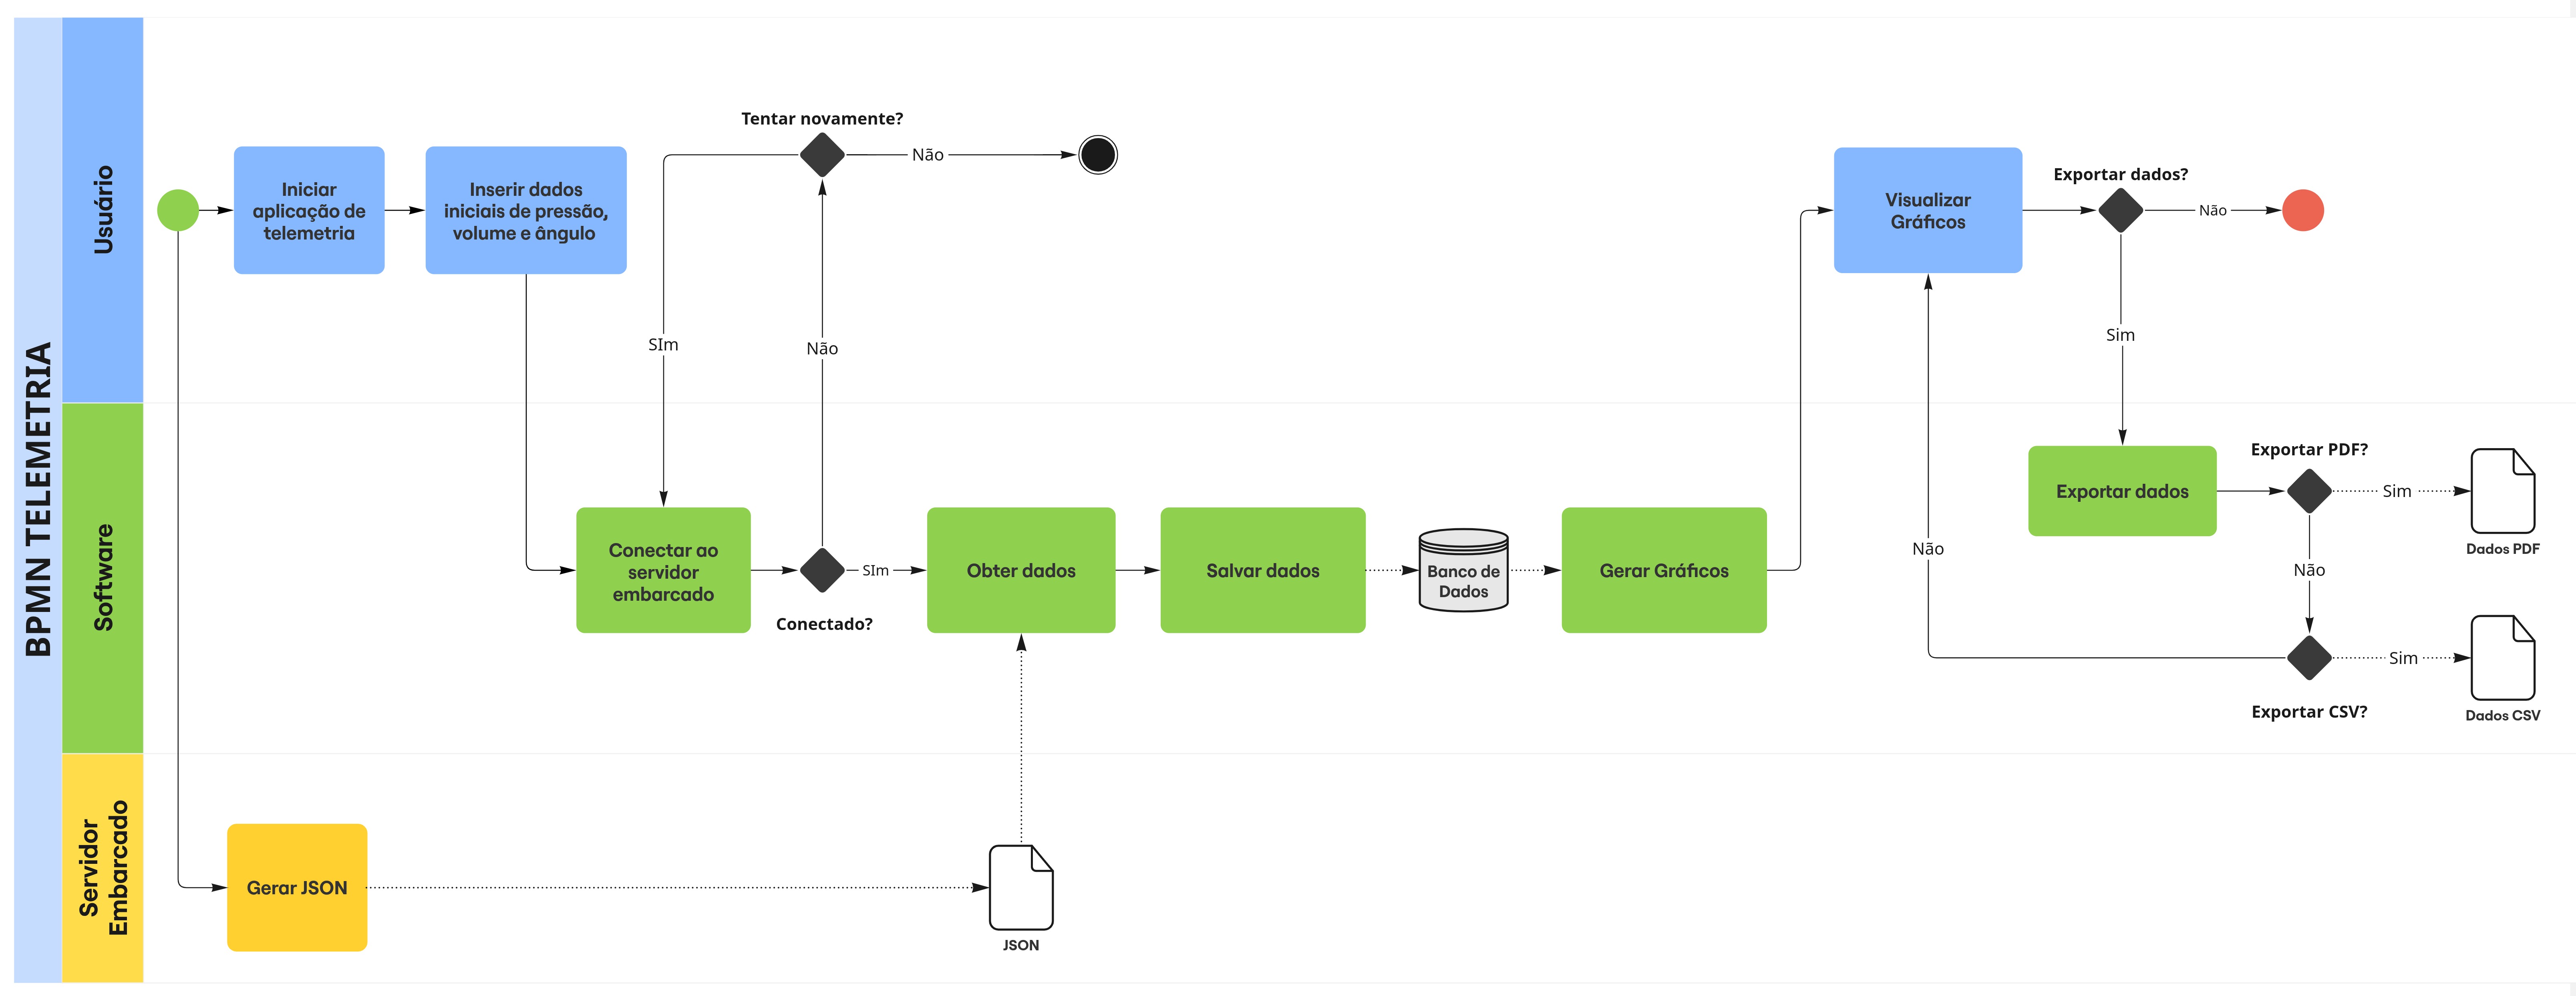 BPMN TELEMETRIA
Usuário
Iniciar
aplicação de
telemetria
Inserir dados
iniciais de pressão,
volume e ângulo
Tentar novamente?
Não
SIm
Não
Visualizar
Gráficos
Exportar dados?
Não
Sim
Software
Conectar ao
servidor
embarcado
SIm
Conectado?
Obter dados
Salvar dados
Banco de
Dados
Gerar Gráficos
Não
Exportar dados
Exportar PDF?
Sim
Dados PDF
Não
Sim
Exportar CSV?
Dados CSV
Servidor
Embarcado
Gerar JSON
JSON